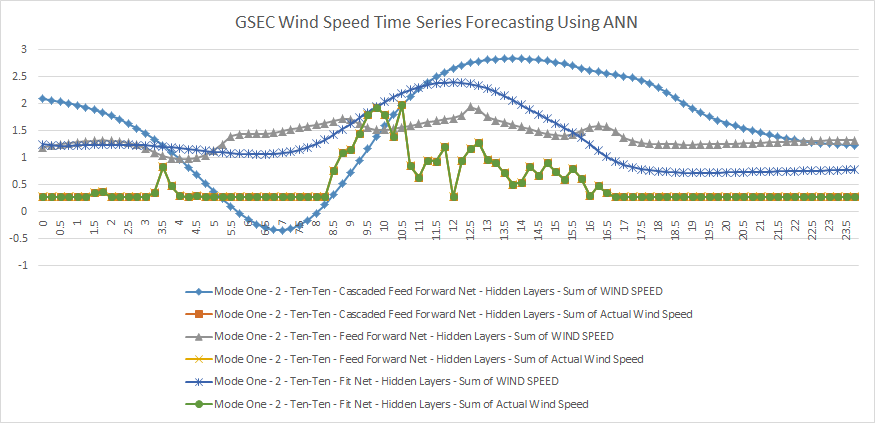 GSEC Wind Speed Time Series Forecasting Using ANN
3
2.5
2
1.5
1
0.5
0
-0.5
-1
0 0.5 1 1.5 2 2.5 3 3.5 4 4.5 5 5.5 6 6.5 7 7.5 8 8.5 9 9.5 10 10.5 11 11.5 12 12.5 13 13.5 14 14.5 15 15.5 16 16.5 17 17.5 18 18.5 19 19.5 20 20.5 21 21.5 22 22.5 23 23.5
Mode One - 2 - Ten-Ten - Cascaded Feed Forward Net - Hidden Layers - Sum of WIND SPEED
Mode One - 2 - Ten-Ten - Cascaded Feed Forward Net - Hidden Layers - Sum of Actual Wind Speed
Mode One - 2 - Ten-Ten - Feed Forward Net - Hidden Layers - Sum of WIND SPEED
Mode One - 2 - Ten-Ten - Feed Forward Net - Hidden Layers - Sum of Actual Wind Speed
Mode One - 2 - Ten-Ten - Fit Net - Hidden Layers - Sum of WIND SPEED
Mode One - 2 - Ten-Ten - Fit Net - Hidden Layers - Sum of Actual Wind Speed